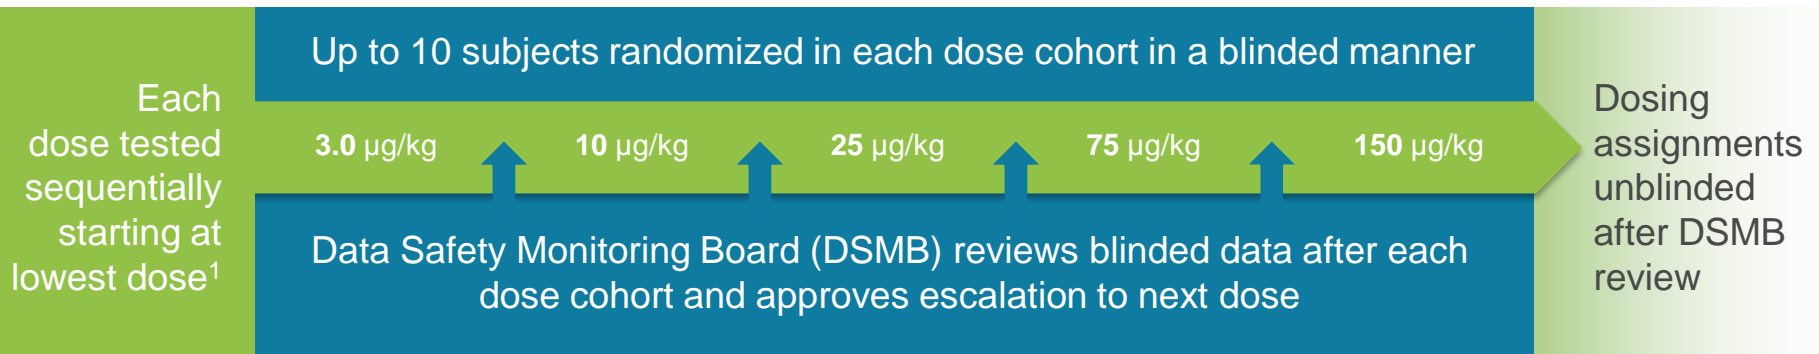 Each
dose tested
sequentially
starting at
lowest dose¹
Up to 10 subjects randomized in each dose cohort in a blinded manner
3.0 µg/kg
10 µg/kg
25 µg/kg
75 µg/kg
150 µg/kg
Data Safety Monitoring Board (DSMB) reviews blinded data after each
dose cohort and approves escalation to next dose
Dosing
assignments
unblinded
after DSMB
review